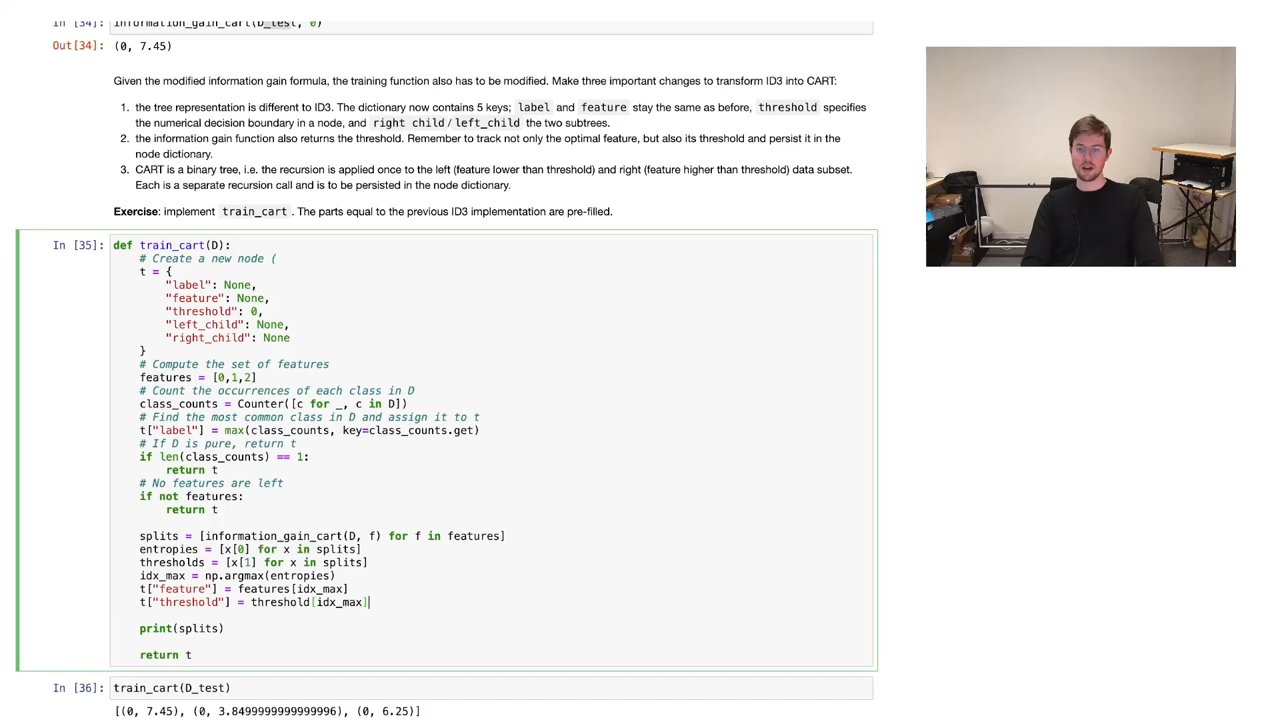 In [34]: information_gain_cart(D_test, 0)
Out[34]: (0, 7.45)
Given the modified information gain formula, the training function also has to be modified. Make three important changes to transform ID3 into CART:
1. the tree representation is different to ID3. The dictionary now contains 5 keys; label and feature stay the same as before, threshold specifies
the numerical decision boundary in a node, and right child / left_child the two subtrees.
2. the information gain function also returns the threshold. Remember to track not only the optimal feature, but also its threshold and persist it in the
node dictionary.
3. CART is a binary tree, i.e. the recursion is applied once to the left (feature lower than threshold) and right (feature higher than threshold) data subset.
Each is a separate recursion call and is to be persisted in the node dictionary.
Exercise: implement train_cart . The parts equal to the previous ID3 implementation are pre-filled.
In [35]: def train_cart(D):
# Create a new node (
t = {
"label": None,
"feature": None,
"threshold": 0,
"left_child": None,
"right_child": None
}
# Compute the set of features
features = [0,1,2]
# Count the occurrences of each class in D
class_counts = Counter([c for _, c in D])
# Find the most common class in D and assign it to t
t["label"] = max(class_counts, key=class_counts.get)
# If D is pure, return t
if len(class_counts) == 1:
return t
# No features are left
if not features:
return t
splits = [information_gain_cart(D, f) for f in features]
entropies = [x[0] for x in splits]
thresholds = [x[1] for x in splits]
idx_max = np.argmax(entropies)
t["feature"] = features[idx_max]
t["threshold"] = threshold[idx_max]
print(splits)
return t
In [36]: train_cart(D_test)
[(0, 7.45), (0, 3.8499999999999996), (0, 6.25)]